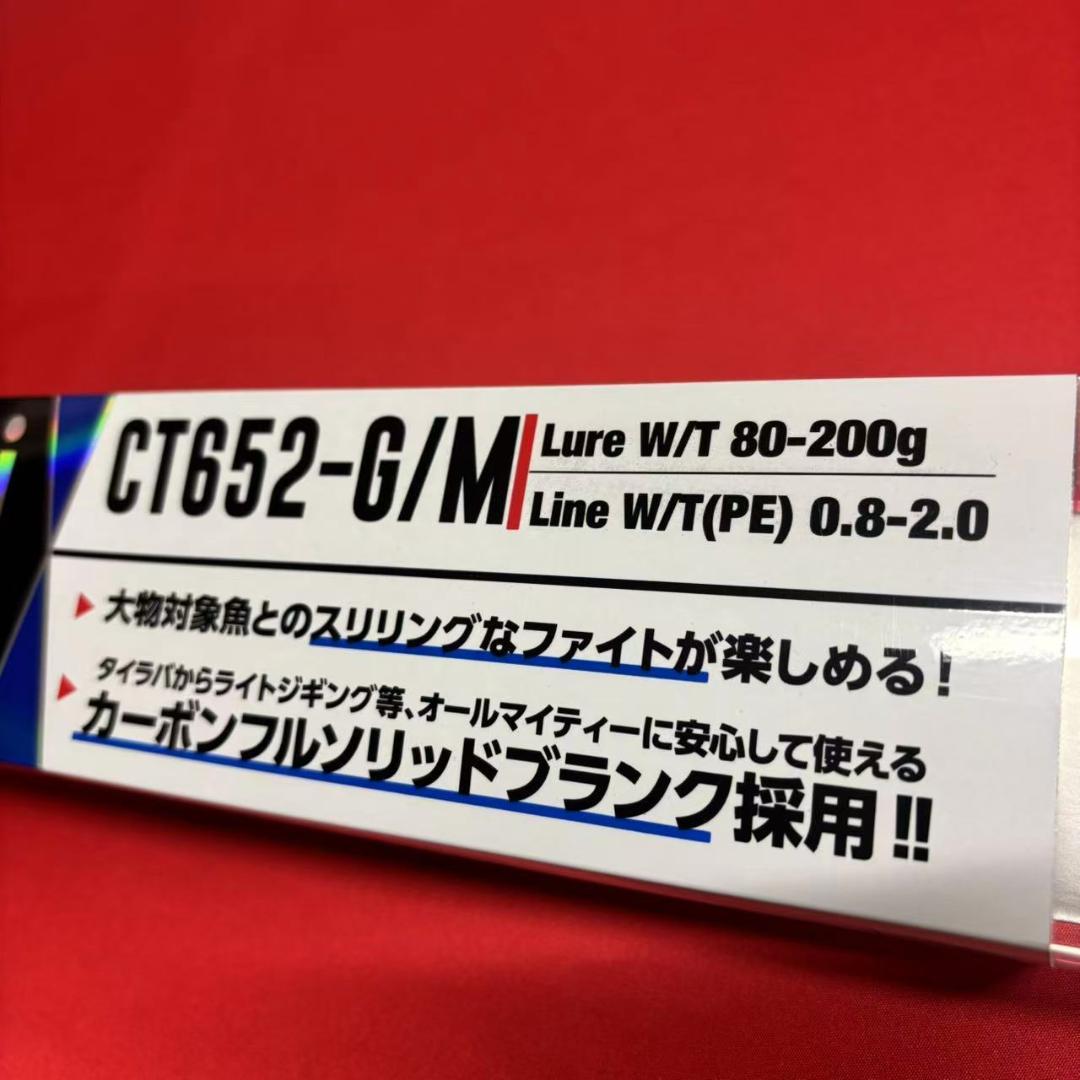 CT652-G/M
Lure W/T 80-200g
Line W/T(PE) 0.8-2.0
大物対象魚とのスリリングなファイトが楽しめる!
タイラバからライトジギング等、オールマイティーに安心して使える
カーボンフルソリッドブランク採用!!